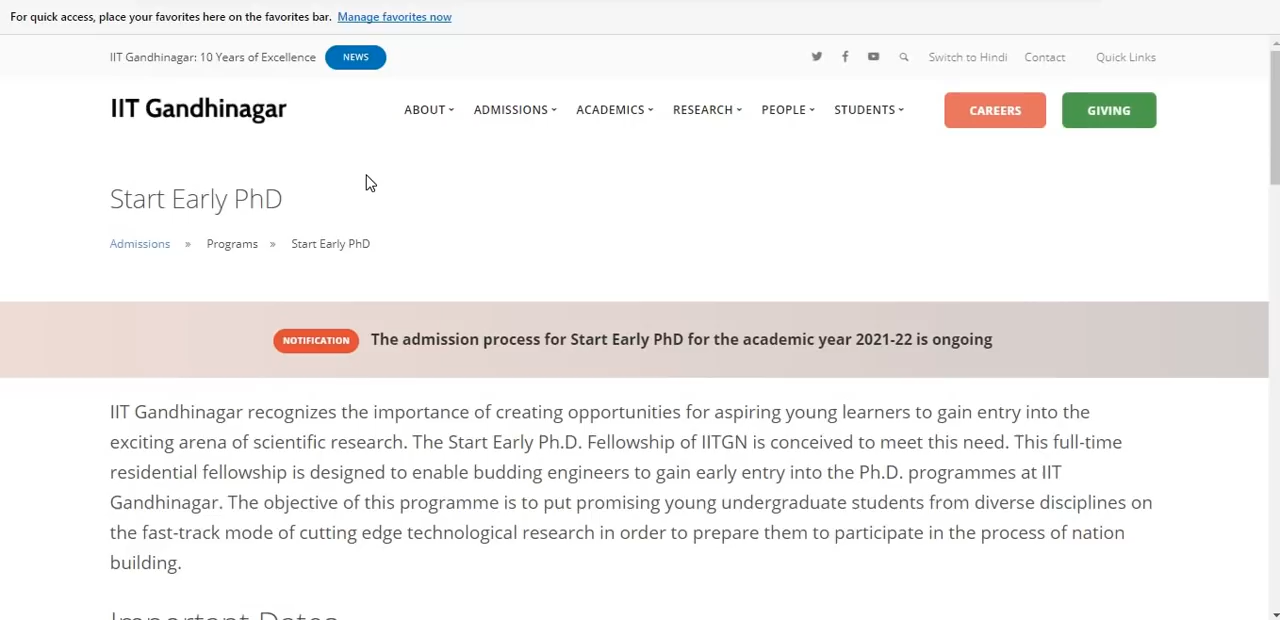 For quick access, place your favorites here on the favorites bar. Manage favorites now
IIT Gandhinagar: 10 Years of Excellence NEWS Switch to Hindi Contact Quick Links
IIT Gandhinagar ABOUT ADMISSIONS ACADEMICS RESEARCH PEOPLE STUDENTS CAREERS GIVING
Start Early PhD
Admissions » Programs » Start Early PhD
NOTIFICATION The admission process for Start Early PhD for the academic year 2021-22 is ongoing
IIT Gandhinagar recognizes the importance of creating opportunities for aspiring young learners to gain entry into the
exciting arena of scientific research. The Start Early Ph.D. Fellowship of IITGN is conceived to meet this need. This full-time
residential fellowship is designed to enable budding engineers to gain early entry into the Ph.D. programmes at IIT
Gandhinagar. The objective of this programme is to put promising young undergraduate students from diverse disciplines on
the fast-track mode of cutting edge technological research in order to prepare them to participate in the process of nation
building.
Important Dates